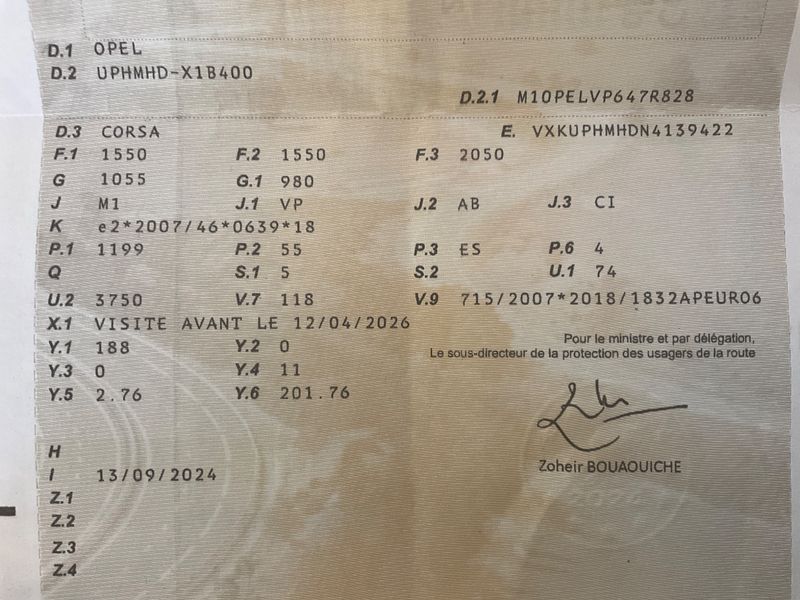 D.1 OPEL
D.2 UPHMHD-X1B400
D.2.1 M10PELVP647R828
D.3 CORSA E. VXKUPHMHDN4139422
F.1 1550 F.2 1550 F.3 2050
G 1055 G.1 980
J M1 J.1 VP J.2 AB J.3 CI
K e2*2007/46*0639*18
P.1 1199 P.2 55 P.3 ES P.6 4
Q S.1 5 S.2 U.1 74
U.2 3750 V.7 118 V.9 715/2007*2018/1832APEURO6
X.1 VISITE AVANT LE 12/04/2026
Y.1 188 Y.2 0
Pour le ministre et par délégation,
Le sous-directeur de la protection des usagers de la route
Y.3 0 Y.4 11
Y.5 2.76 Y.6 201.76
H
Zoheir BOUAOUICHE
I 13/09/2024
Z.1
Z.2
Z.3
Z.4